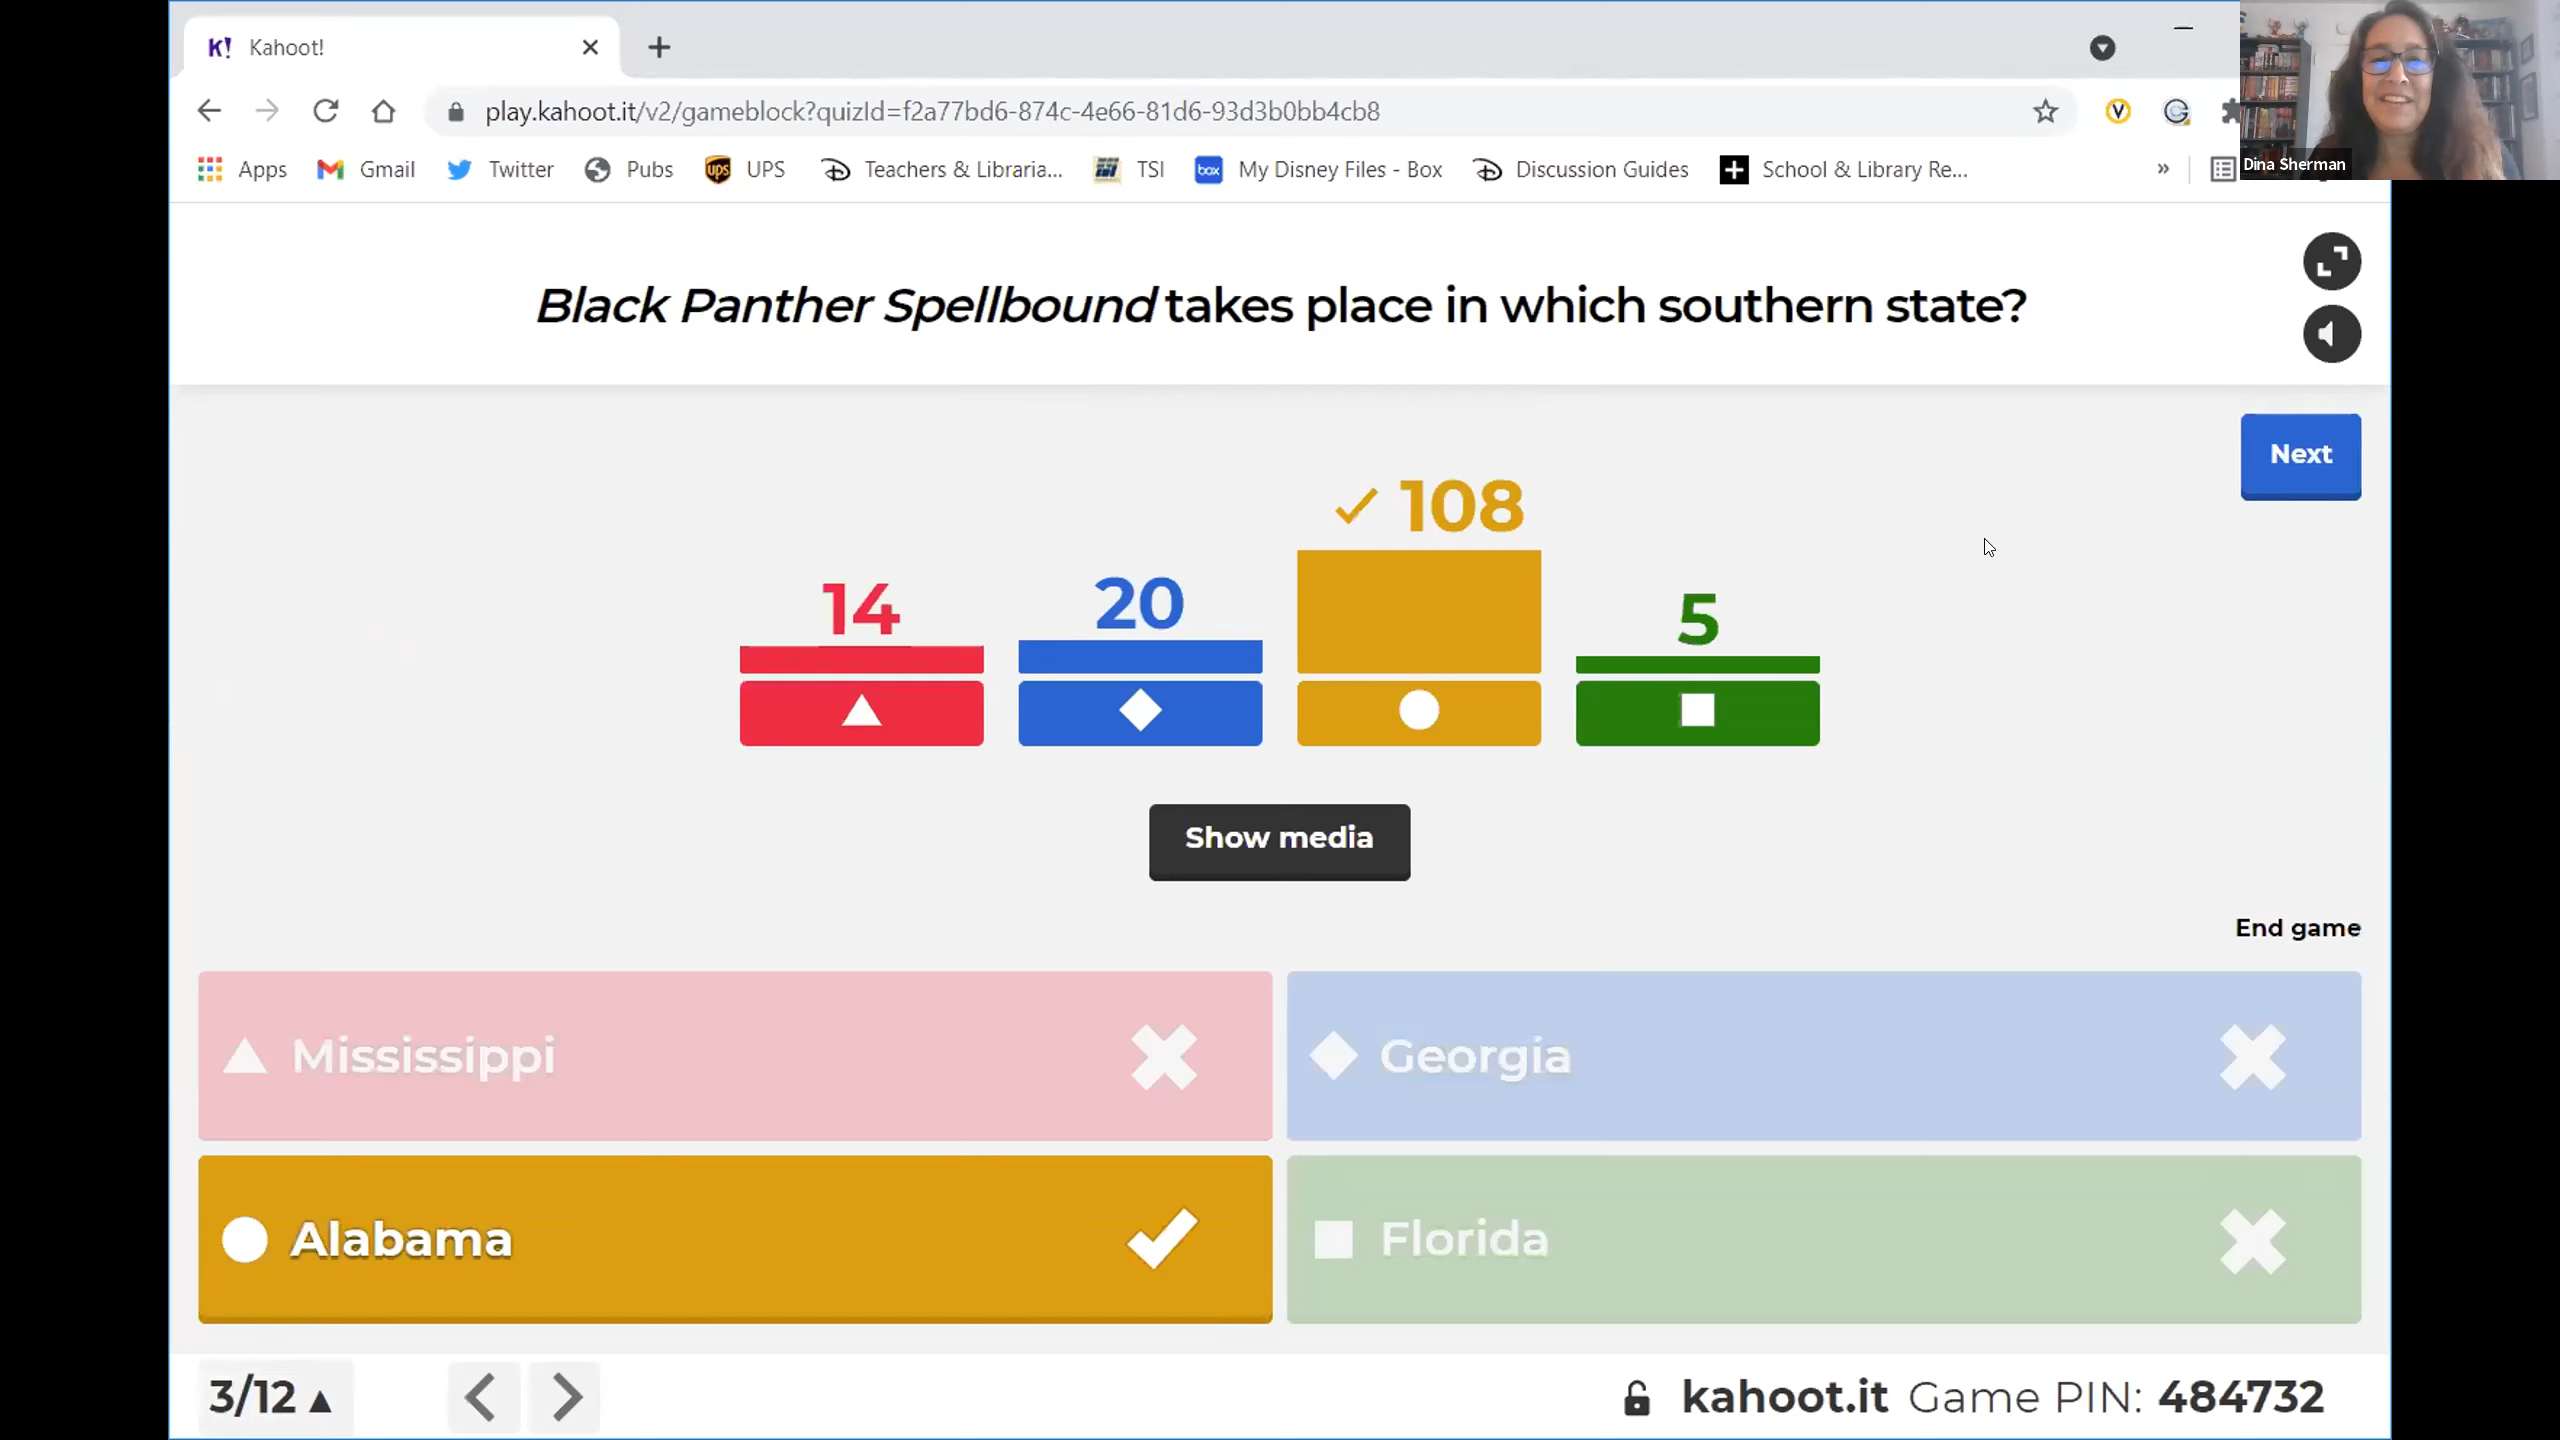 K! Kahoot!
play.kahoot.it/v2/gameblock?quizId=f2a77bd6-874c-4e66-81d6-93d3b0bb4cb8
Apps Gmail Twitter Pubs ups UPS Teachers & Libraria... TSI box My Disney Files - Box Discussion Guides School & Library Re... »
Dina Sherman
Black Panther Spellbound takes place in which southern state?
Next
108
14
20
5
Show media
End game
Mississippi
Georgia
Alabama
Florida
3/12
kahoot.it Game PIN: 484732